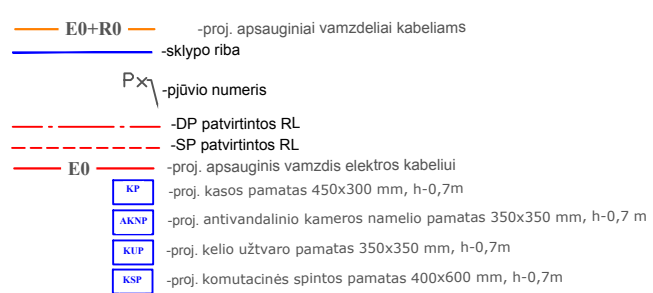 E0+R0 -proj. apsauginiai vamzdeliai kabeliams
-sklypo riba
Px -pjūvio numeris
-DP patvirtintos RL
-SP patvirtintos RL
E0 -proj. apsauginis vamzdis elektros kabeliui
KP -proj. kasos pamatas 450x300 mm, h-0,7m
AKNP -proj. antivandalinio kameros namelio pamatas 350x350 mm, h-0,7 m
KUP -proj. kelio užtvaro pamatas 350x350 mm, h-0,7m
KSP -proj. komutacinės spintos pamatas 400x600 mm, h-0,7m